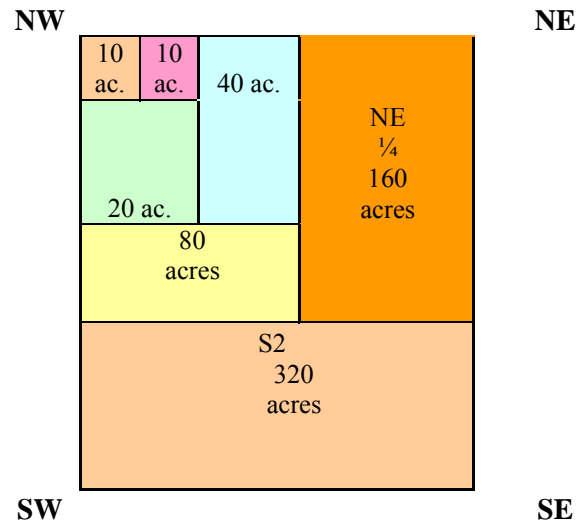 NW
NE
10
ac.
10
ac.
40 ac.
NE
¼
160
acres
20 ac.
80
acres
S2
320
acres
SW
SE